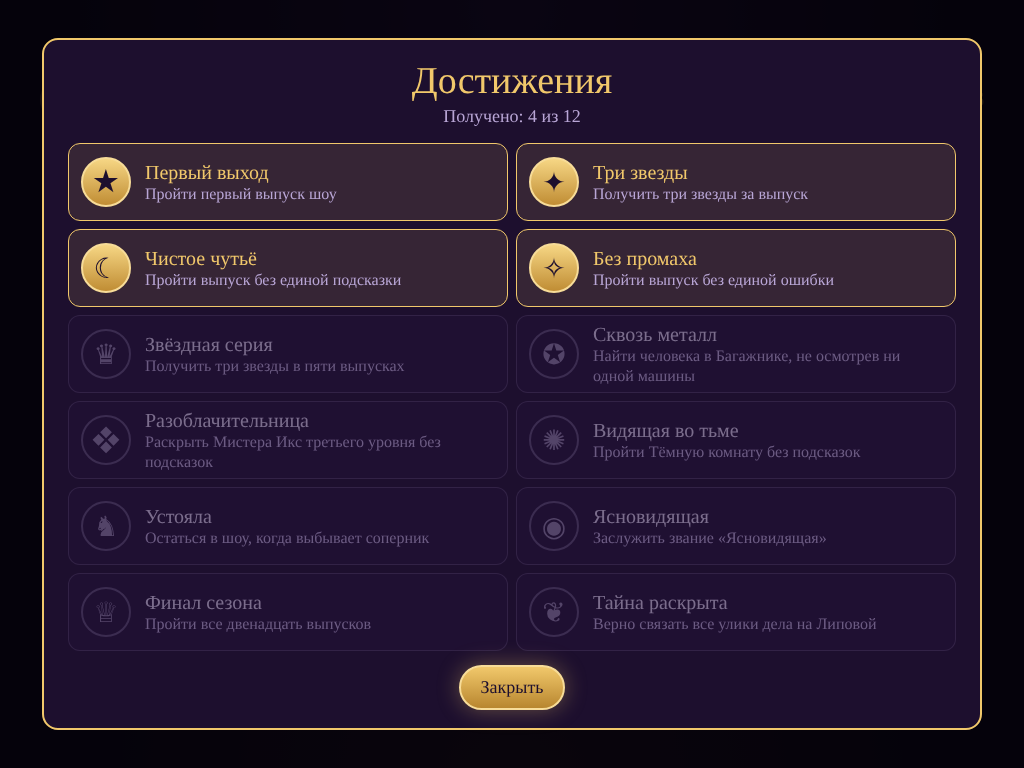 Достижения
Получено: 4 из 12
Первый выход
Пройти первый выпуск шоу
Три звезды
Получить три звезды за выпуск
Чистое чутьё
Пройти выпуск без единой подсказки
Без промаха
Пройти выпуск без единой ошибки
Звёздная серия
Получить три звезды в пяти выпусках
Сквозь металл
Найти человека в Багажнике, не осмотрев ни
одной машины
Разоблачительница
Раскрыть Мистера Икс третьего уровня без
подсказок
Видящая во тьме
Пройти Тёмную комнату без подсказок
Устояла
Остаться в шоу, когда выбывает соперник
Ясновидящая
Заслужить звание «Ясновидящая»
Финал сезона
Пройти все двенадцать выпусков
Тайна раскрыта
Верно связать все улики дела на Липовой
Закрыть